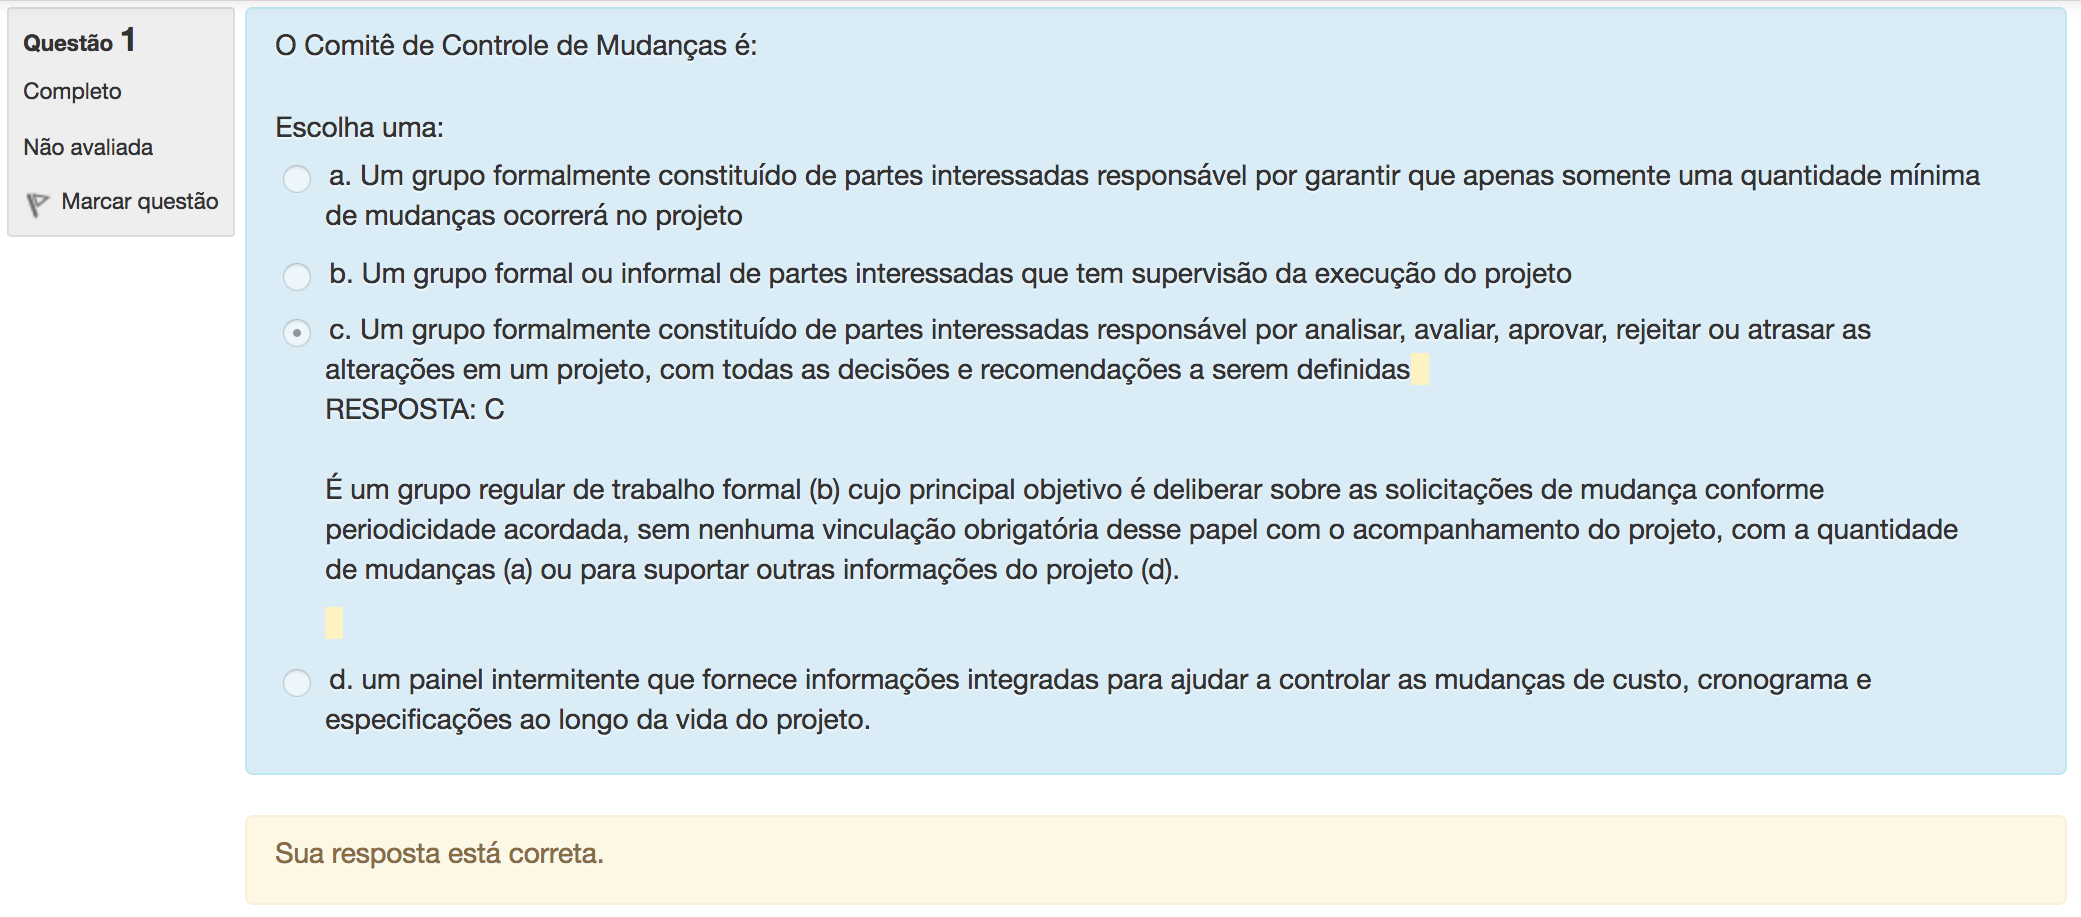 Questão 1
Completo
Não avaliada
Marcar questão
O Comitê de Controle de Mudanças é:
Escolha uma:
a. Um grupo formalmente constituído de partes interessadas responsável por garantir que apenas somente uma quantidade mínima
de mudanças ocorrerá no projeto
b. Um grupo formal ou informal de partes interessadas que tem supervisão da execução do projeto
c. Um grupo formalmente constituído de partes interessadas responsável por analisar, avaliar, aprovar, rejeitar ou atrasar as
alterações em um projeto, com todas as decisões e recomendações a serem definidas
RESPOSTA: C
É um grupo regular de trabalho formal (b) cujo principal objetivo é deliberar sobre as solicitações de mudança conforme
periodicidade acordada, sem nenhuma vinculação obrigatória desse papel com o acompanhamento do projeto, com a quantidade
de mudanças (a) ou para suportar outras informações do projeto (d).
d. um painel intermitente que fornece informações integradas para ajudar a controlar as mudanças de custo, cronograma e
especificações ao longo da vida do projeto.
Sua resposta está correta.